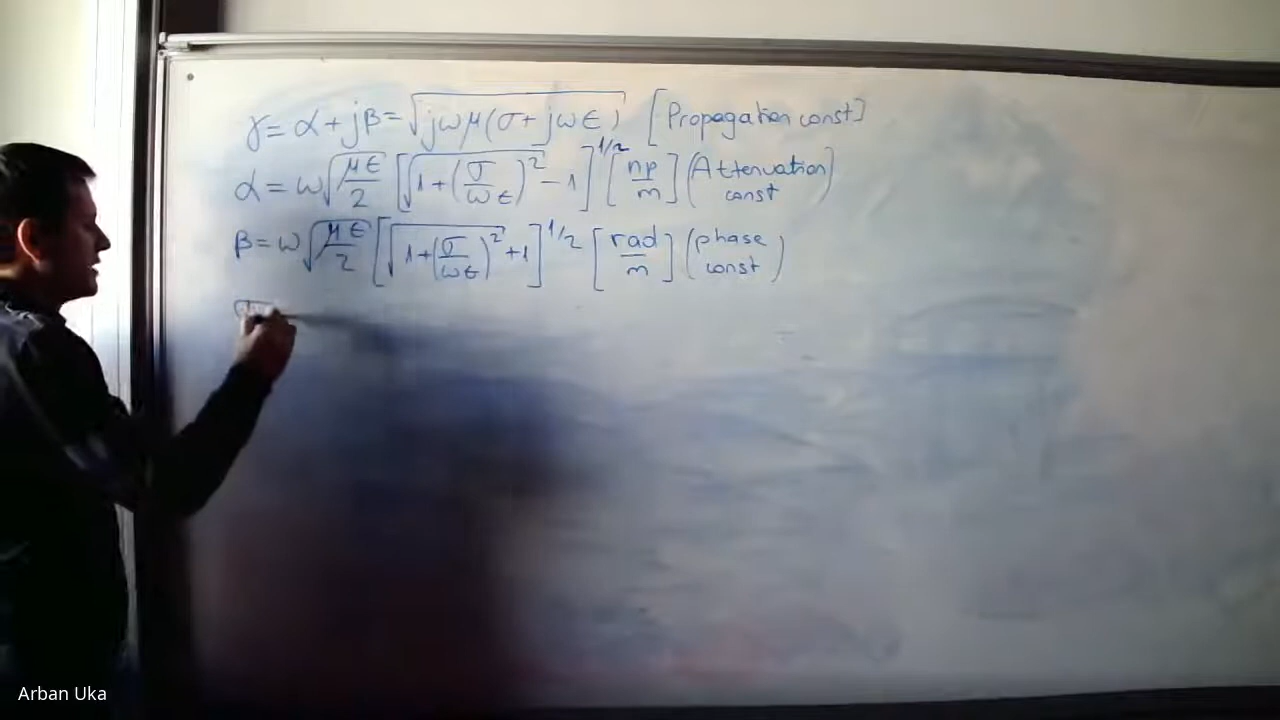 γ = α + jβ = √(jωμ(σ + jωϵ)) [Propagation const]
α = ω√(μϵ/2) [√(1+(σ/ωϵ)²) - 1]^1/2 [np/m] (Attenuation const)
β = ω√(μϵ/2) [√(1+(σ/ωϵ)²) + 1]^1/2 [rad/m] (phase const)
Arban Uka